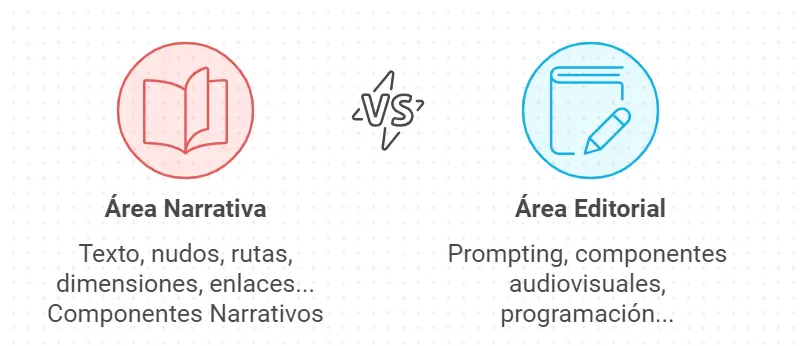 VS
Área Narrativa
Área Editorial
Texto, nudos, rutas,
dimensiones, enlaces...
Componentes Narrativos
Prompting, componentes
audiovisuales,
programación...